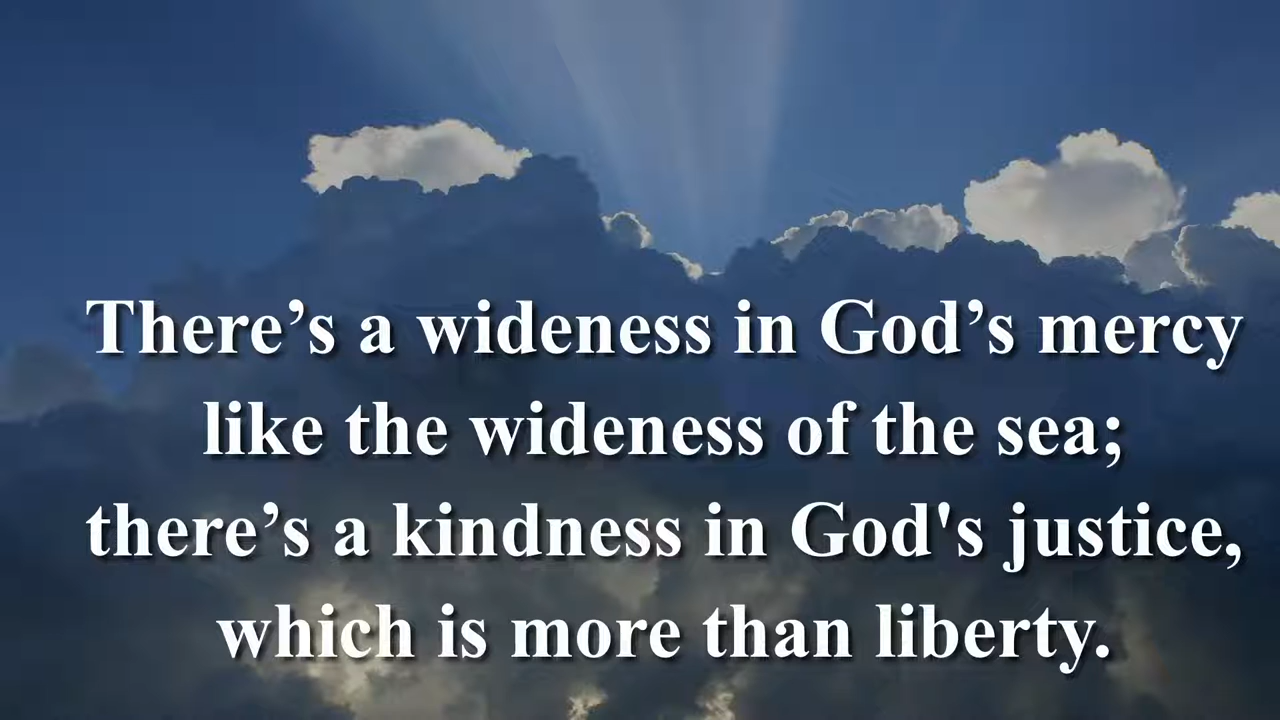 There’s a wideness in God’s mercy
like the wideness of the sea;
there’s a kindness in God's justice,
which is more than liberty.